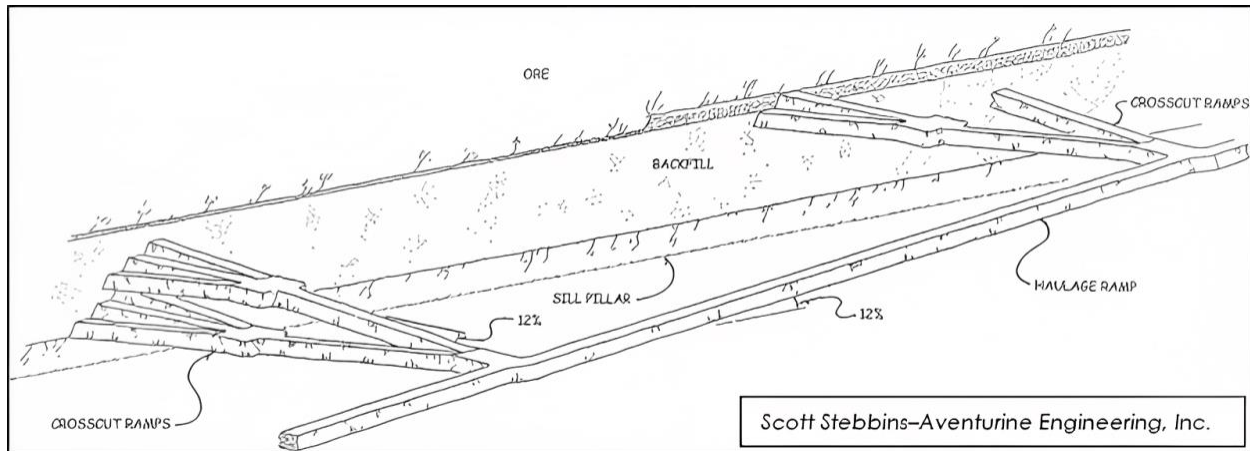 ORE
CROSSCUT RAMPS
BACKFILL
HAULAGE RAMP
SILL PILLAR
12%
12%
CROSSCUT RAMPS
Scott Stebbins–Aventurine Engineering, Inc.